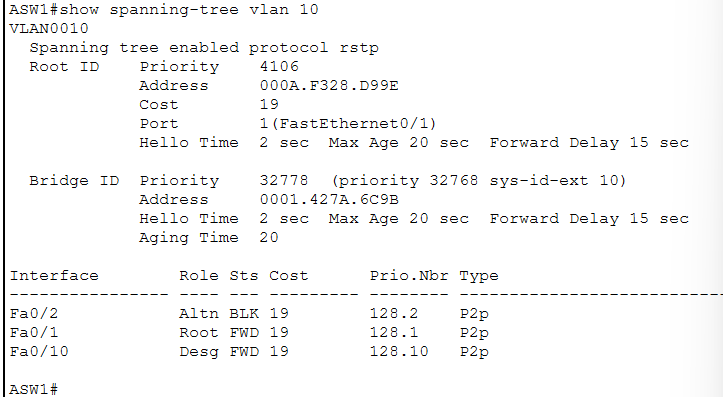 ASW1#show spanning-tree vlan 10
VLAN0010
  Spanning tree enabled protocol rstp
  Root ID    Priority    4106
             Address     000A.F328.D99E
             Cost        19
             Port        1(FastEthernet0/1)
             Hello Time  2 sec  Max Age 20 sec  Forward Delay 15 sec

  Bridge ID  Priority    32778  (priority 32768 sys-id-ext 10)
             Address     0001.427A.6C9B
             Hello Time  2 sec  Max Age 20 sec  Forward Delay 15 sec
             Aging Time  20

Interface        Role Sts Cost      Prio.Nbr Type
---------------- ---- --- --------- -------- --------------------------
Fa0/2            Altn BLK 19        128.2    P2p
Fa0/1            Root FWD 19        128.1    P2p
Fa0/10           Desg FWD 19        128.10   P2p

ASW1#